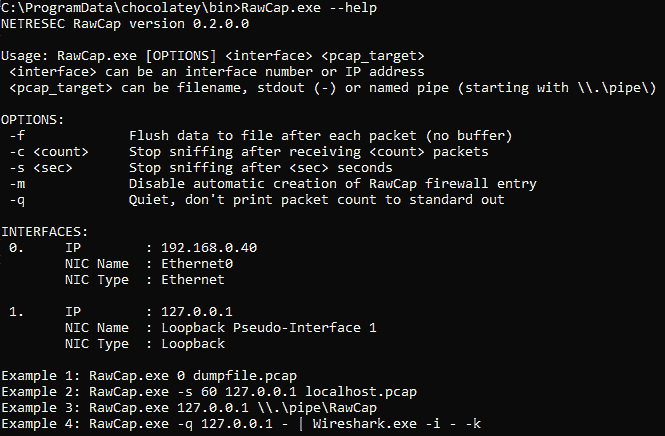 C:\ProgramData\chocolatey\bin>RawCap.exe --help
NETRESEC RawCap version 0.2.0.0

Usage: RawCap.exe [OPTIONS] <interface> <pcap_target>
 <interface> can be an interface number or IP address
 <pcap_target> can be filename, stdout (-) or named pipe (starting with \\.\pipe\)

OPTIONS:
 -f             Flush data to file after each packet (no buffer)
 -c <count>     Stop sniffing after receiving <count> packets
 -s <sec>       Stop sniffing after <sec> seconds
 -m             Disable automatic creation of RawCap firewall entry
 -q             Quiet, don't print packet count to standard out

INTERFACES:
 0.     IP        : 192.168.0.40
        NIC Name  : Ethernet0
        NIC Type  : Ethernet

 1.     IP        : 127.0.0.1
        NIC Name  : Loopback Pseudo-Interface 1
        NIC Type  : Loopback

Example 1: RawCap.exe 0 dumpfile.pcap
Example 2: RawCap.exe -s 60 127.0.0.1 localhost.pcap
Example 3: RawCap.exe 127.0.0.1 \\.\pipe\RawCap
Example 4: RawCap.exe -q 127.0.0.1 - | Wireshark.exe -i - -k